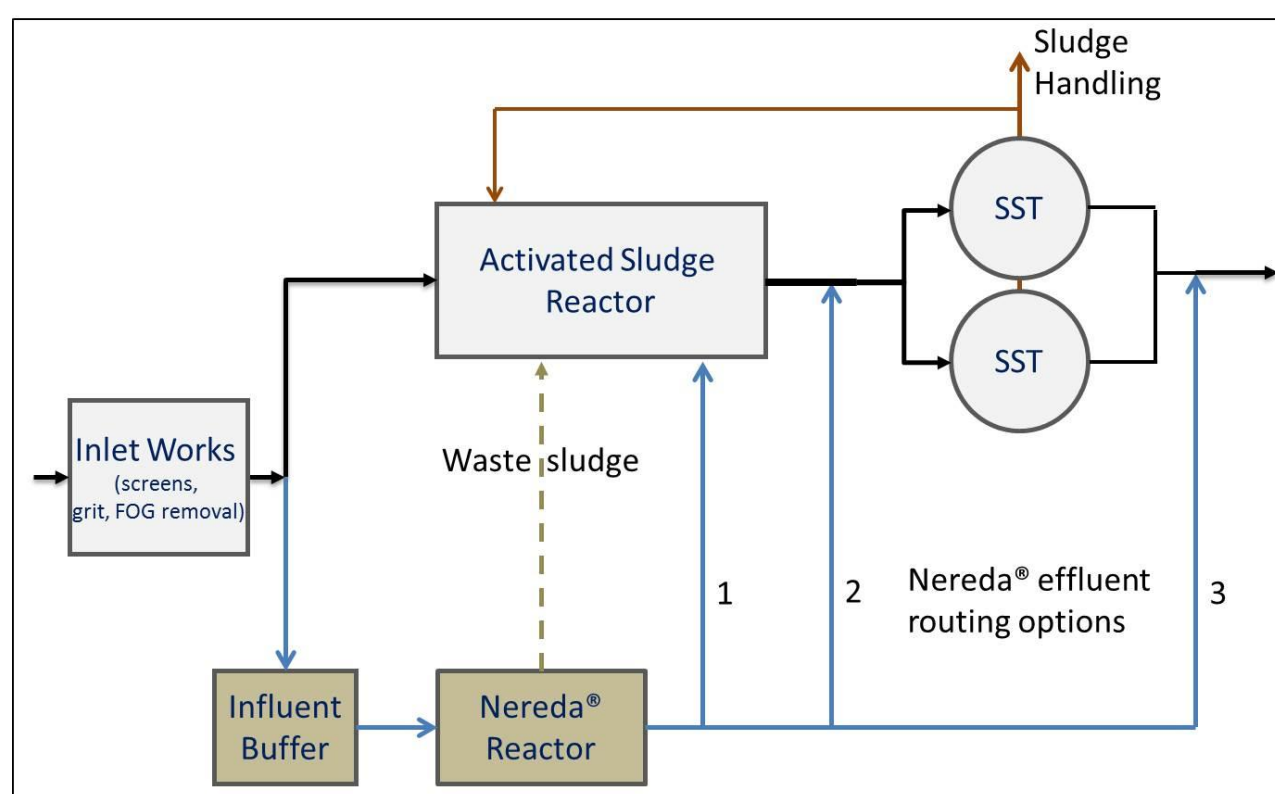 Sludge
Handling
SST
Activated Sludge
Reactor
SST
Inlet Works
(screens,
grit, FOG removal)
Waste sludge
1
2
Nereda® effluent
routing options
3
Influent
Buffer
Nereda®
Reactor